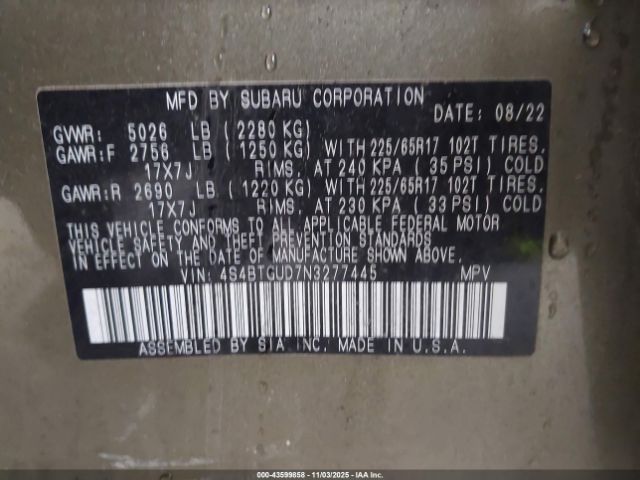 MFD BY SUBARU CORPORATION
DATE: 08/22
GVWR: 5026 LB (2280 KG)
GAWR:F 2756 LB (1250 KG) WITH 225/65R17 102T TIRES.
17X7J RIMS, AT 240 KPA (35 PSI) COLD
GAWR:R 2690 LB (1220 KG) WITH 225/65R17 102T TIRES.
17X7J RIMS, AT 230 KPA (33 PSI) COLD
THIS VEHICLE CONFORMS TO ALL APPLICABLE FEDERAL MOTOR
VEHICLE SAFETY AND THEFT PREVENTION STANDARDS
IN EFFECT ON THE DATE OF MANUFACTURE SHOWN ABOVE.
VIN: 4S4BTGUD7N3277445 MPV
ASSEMBLED BY SIA, INC. MADE IN U.S.A.
000-43599858 - 11/03/2025 - COPYRIGHT IAA, LLC